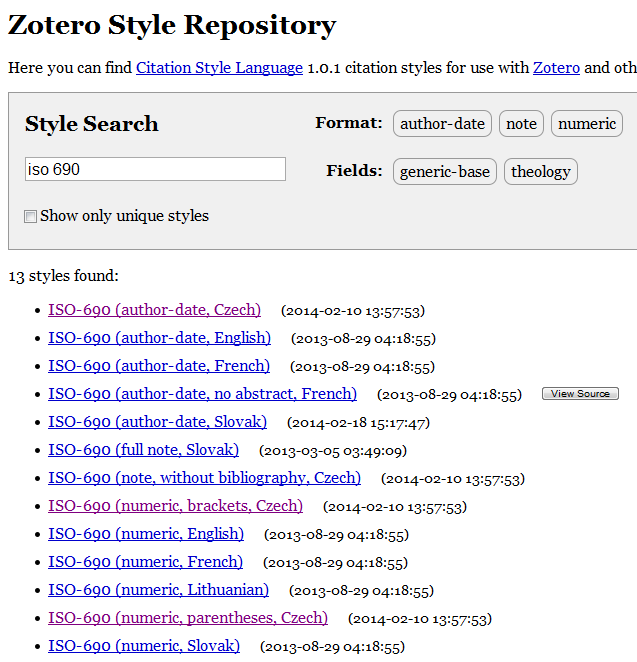 Zotero Style Repository
Here you can find Citation Style Language 1.0.1 citation styles for use with Zotero and oth
Style Search
Format: author-date note numeric
iso 690
Fields: generic-base theology
Show only unique styles
13 styles found:
ISO-690 (author-date, Czech) (2014-02-10 13:57:53)
ISO-690 (author-date, English) (2013-08-29 04:18:55)
ISO-690 (author-date, French) (2013-08-29 04:18:55)
ISO-690 (author-date, no abstract, French) (2013-08-29 04:18:55) View Source
ISO-690 (author-date, Slovak) (2014-02-18 15:17:47)
ISO-690 (full note, Slovak) (2013-03-05 03:49:09)
ISO-690 (note, without bibliography, Czech) (2014-02-10 13:57:53)
ISO-690 (numeric, brackets, Czech) (2014-02-10 13:57:53)
ISO-690 (numeric, English) (2013-08-29 04:18:55)
ISO-690 (numeric, French) (2013-08-29 04:18:55)
ISO-690 (numeric, Lithuanian) (2013-08-29 04:18:55)
ISO-690 (numeric, parentheses, Czech) (2014-02-10 13:57:53)
ISO-690 (numeric, Slovak) (2013-08-29 04:18:55)